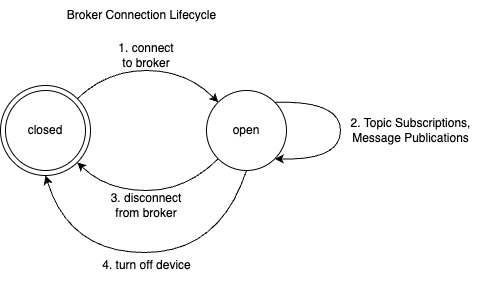 Broker Connection Lifecycle
1. connect
to broker
closed
open
2. Topic Subscriptions,
Message Publications
3. disconnect
from broker
4. turn off device